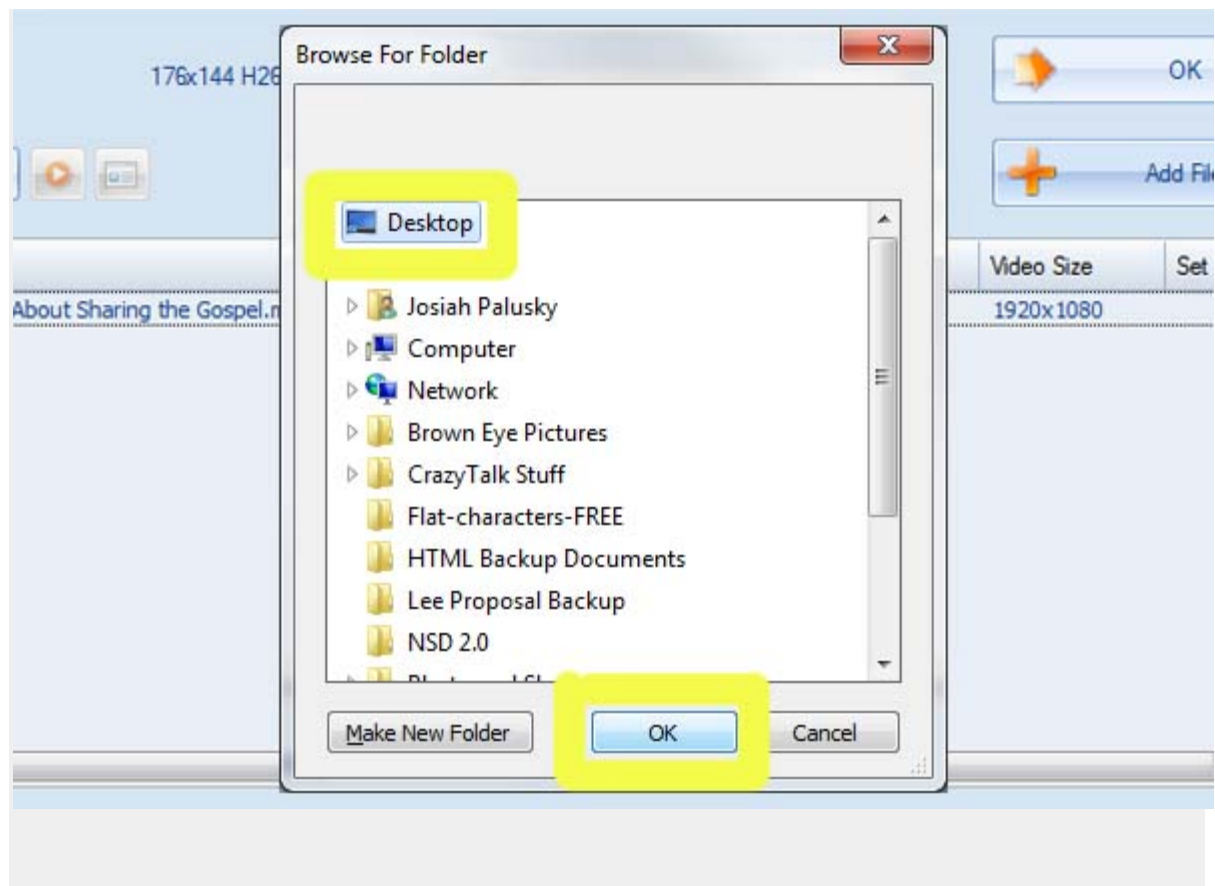 Browse For Folder
176x144 H26
OK
Add File
Desktop
Video Size
Set
About Sharing the Gospel.m
1920x1080
Josiah Palusky
Computer
Network
Brown Eye Pictures
CrazyTalk Stuff
Flat-characters-FREE
HTML Backup Documents
Lee Proposal Backup
NSD 2.0
Make New Folder
OK
Cancel